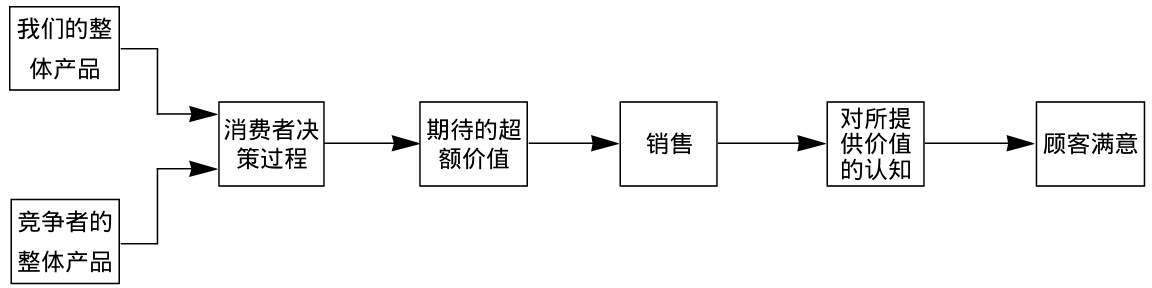 我们的整
体产品
竞争者的
整体产品
消费者决
策过程
期待的超
额价值
销售
对所提
供价值
的认知
顾客满意